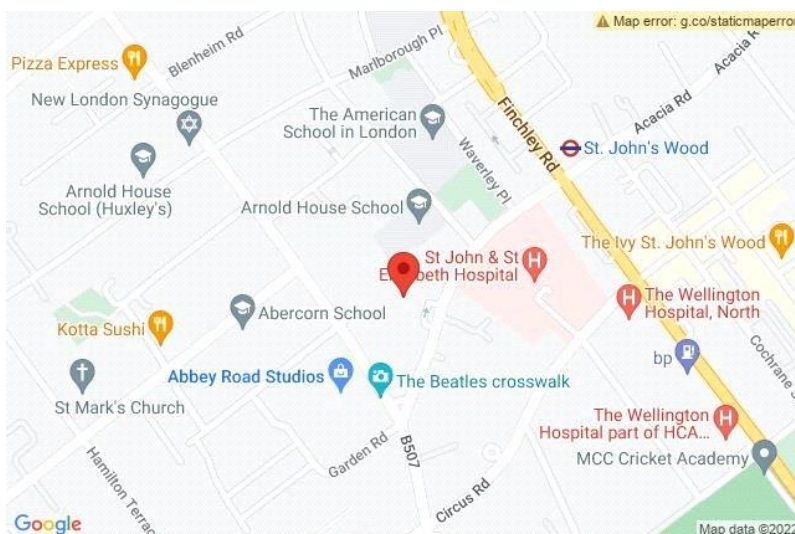 Map error: g.co/staticmaperror
Blenheim Rd
Marlborough Pl
Pizza Express
New London Synagogue
The American
School in London
Finchley Rd
Acacia Rd
Acacia Rd
St. John's Wood
Waverley Pl
Arnold House
School (Huxley's)
Arnold House School
The Ivy St. John's Wood
St John & St
Elizabeth Hospital
The Wellington
Hospital, North
Abercorn School
Kotta Sushi
Cochrane S
bp
Abbey Road Studios
The Beatles crosswalk
St Mark's Church
The Wellington
Hospital part of HCA...
Garden Rd
B507
MCC Cricket Academy
Hamilton Terrac
Circus Rd
Google
Map data ©2022